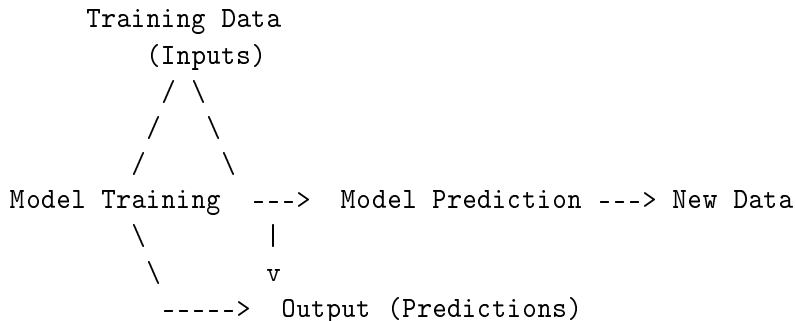 Training Data
(Inputs)
/ \
/ \
/ \
Model Training ---> Model Prediction ---> New Data
\ |
\ v
-----> Output (Predictions)